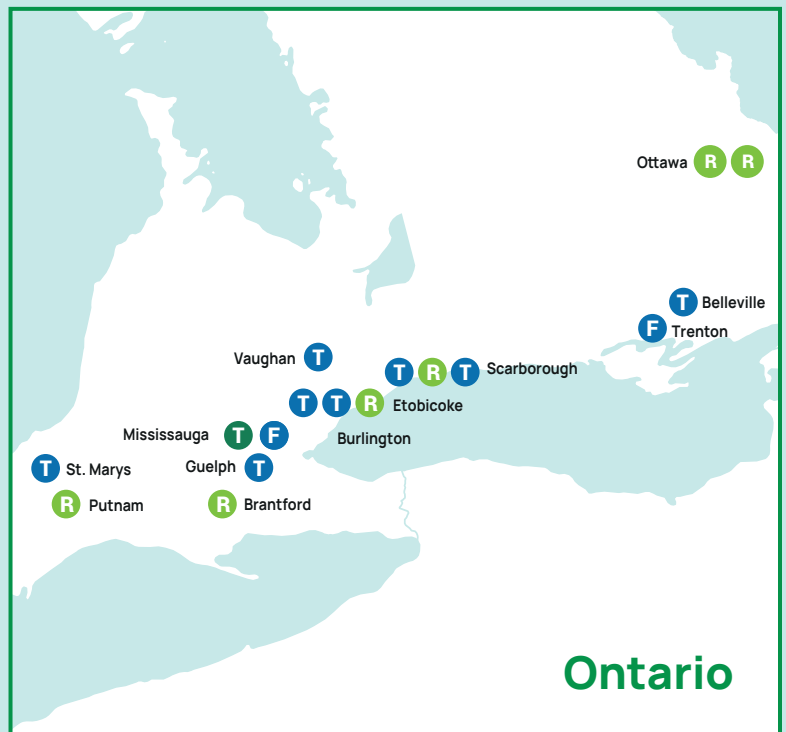 Ottawa R R
T Belleville
F Trenton
Vaughan T
T R T Scarborough
T T R Etobicoke
Mississauga T F
Burlington
T St. Marys
Guelph T
R Putnam
R Brantford
Ontario